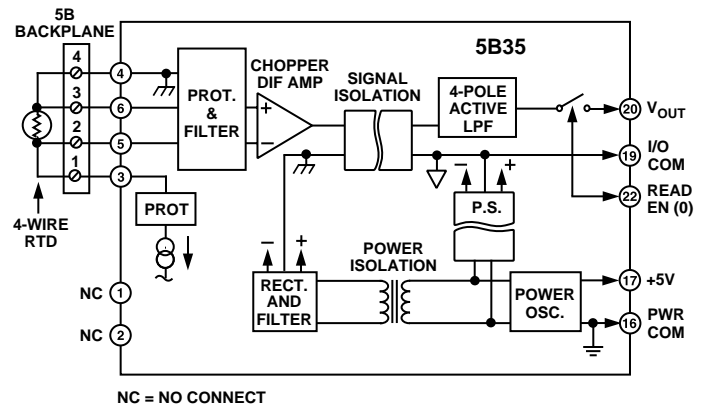 5B
BACKPLANE
5B35
4
4
3
6
2
5
1
3
4-WIRE
RTD
PROT.
&
FILTER
CHOPPER
DIF AMP
+
−
SIGNAL
ISOLATION
4-POLE
ACTIVE
LPF
20 VOUT
19 I/O
COM
22 READ
EN (0)
PROT
− +
P.S.
− +
RECT.
AND
FILTER
POWER
ISOLATION
POWER
OSC.
17 +5V
16 PWR
COM
NC 1
NC 2
NC = NO CONNECT